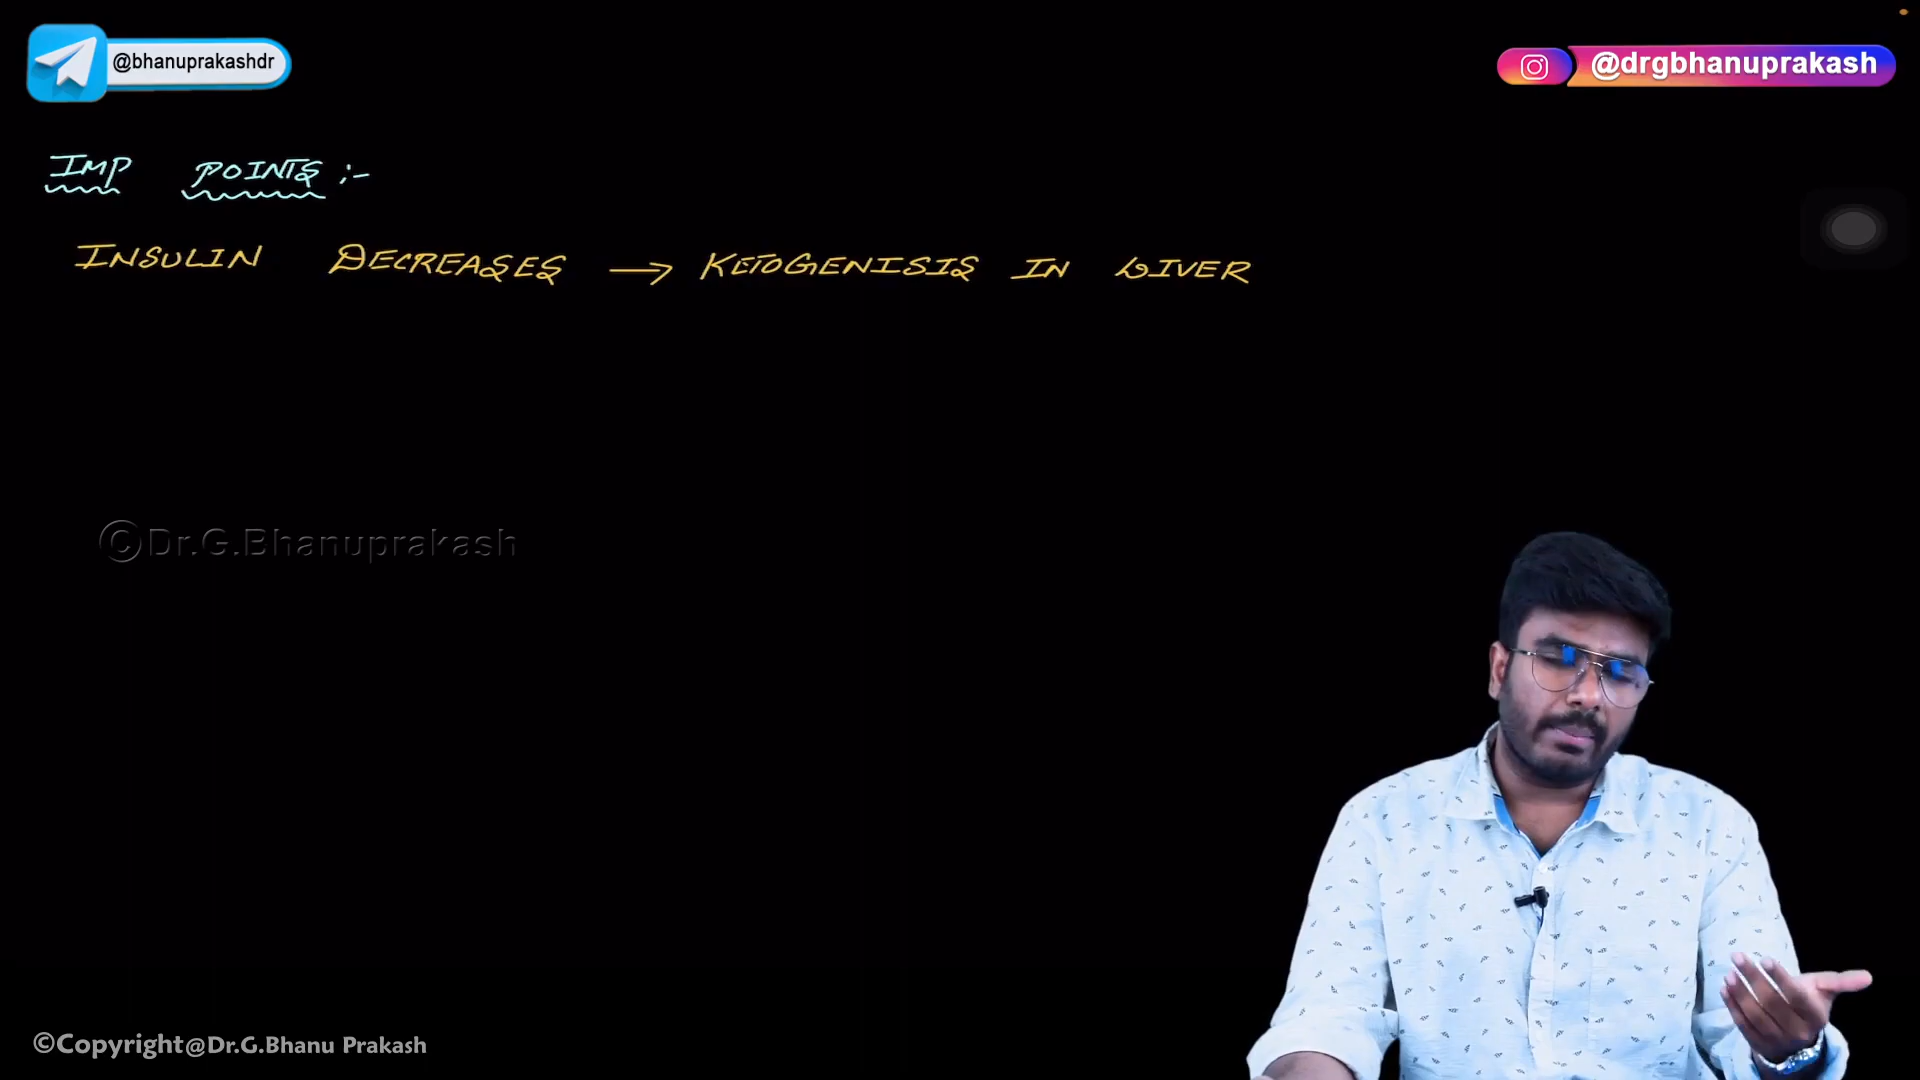 @bhanuprakashdr
@drgbhanuprakash
IMP POINTS :-
INSULIN DECREASES → KETOGENISIS IN LIVER
©Dr.G.Bhanuprakash
©Copyright@Dr.G.Bhanu Prakash